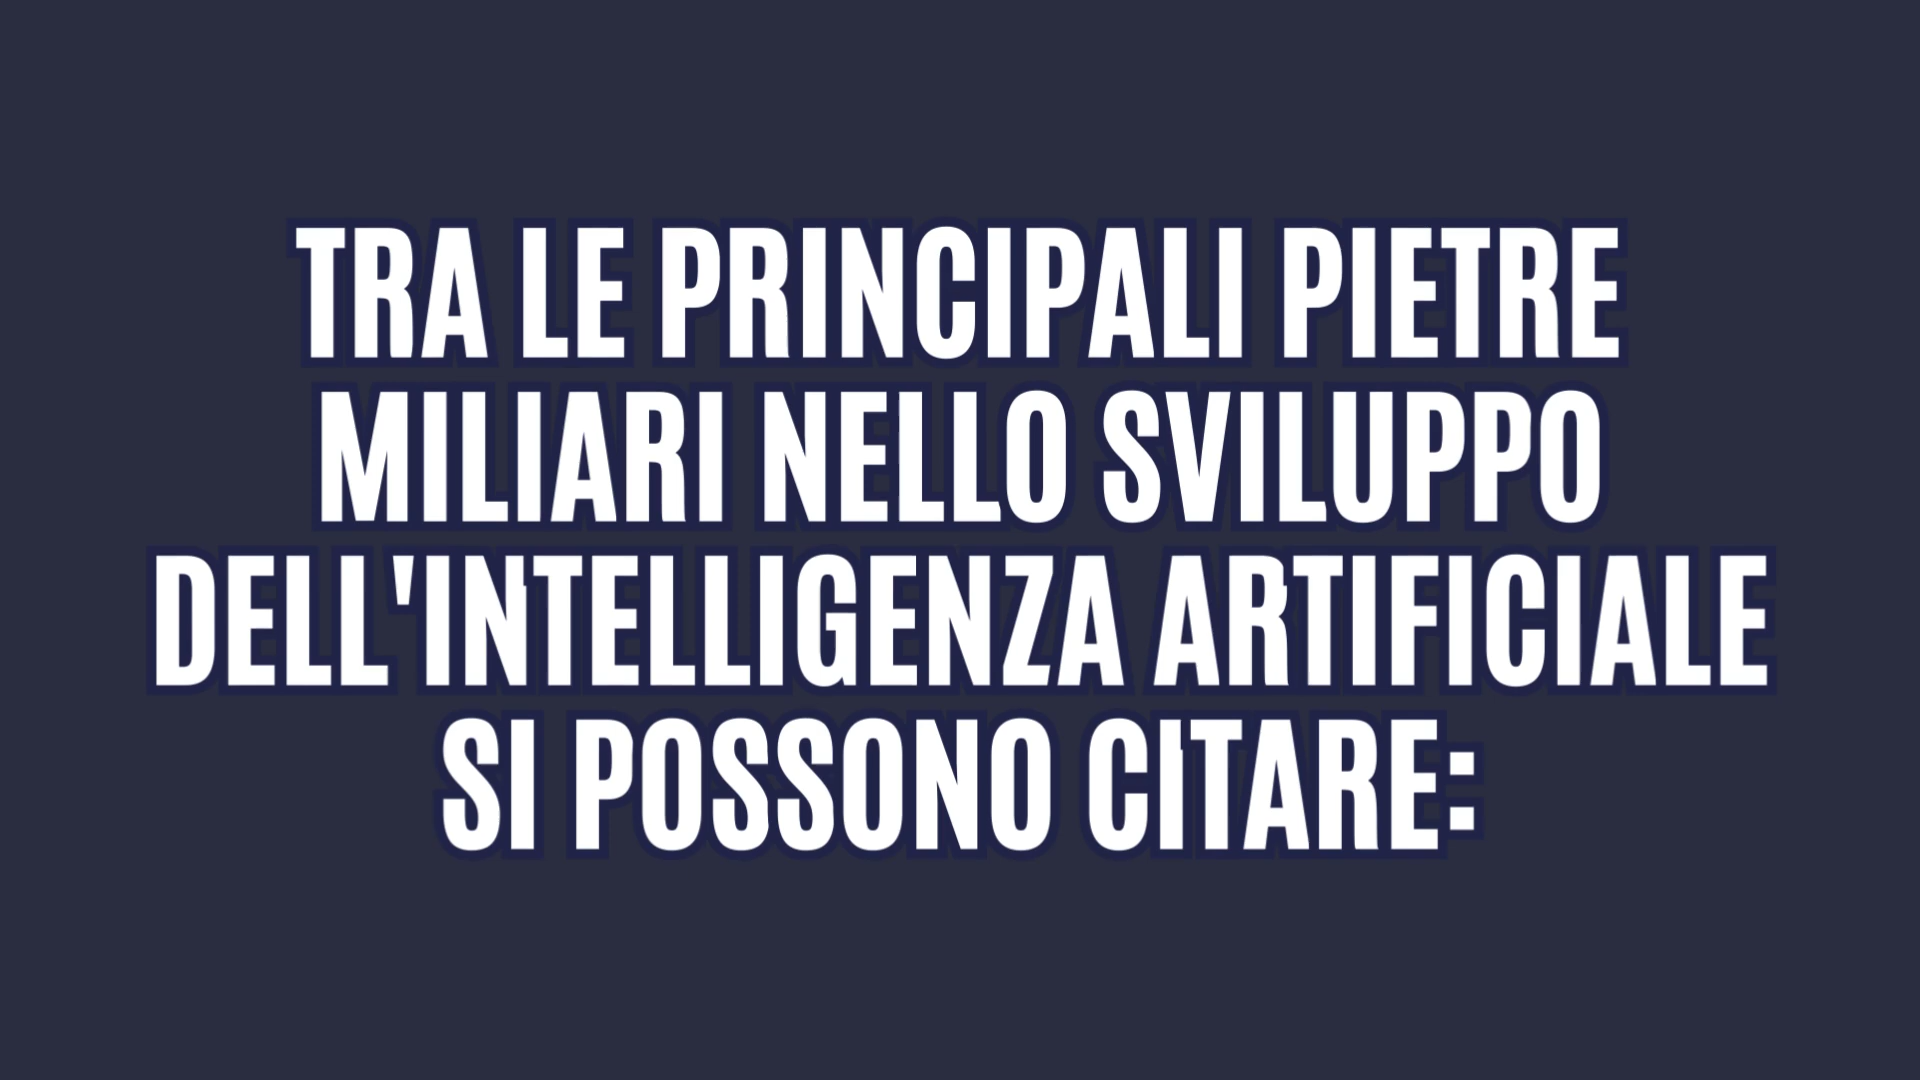 TRA LE PRINCIPALI PIETRE
MILIARI NELLO SVILUPPO
DELL'INTELLIGENZA ARTIFICIALE
SI POSSONO CITARE: